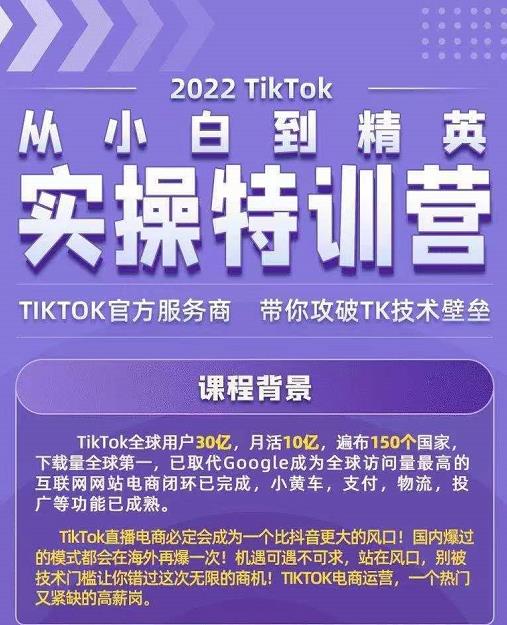 2022 TikTok
从小白到精英
实操特训营
TIKTOK官方服务商 带你攻破TK技术壁垒
课程背景
TikTok全球用户30亿，月活10亿，遍布150个国家，
下载量全球第一，已取代Google成为全球访问量最高的
互联网网站电商闭环已完成，小黄车，支付，物流，投
广等功能已成熟。
TikTok直播电商必定会成为一个比抖音更大的风口！国内爆过
的模式都会在海外再爆一次！机遇可遇不可求，站在风口，别被
技术门槛让你错过这次无限的商机！TIKTOK电商运营，一个热门
又紧缺的高薪岗。